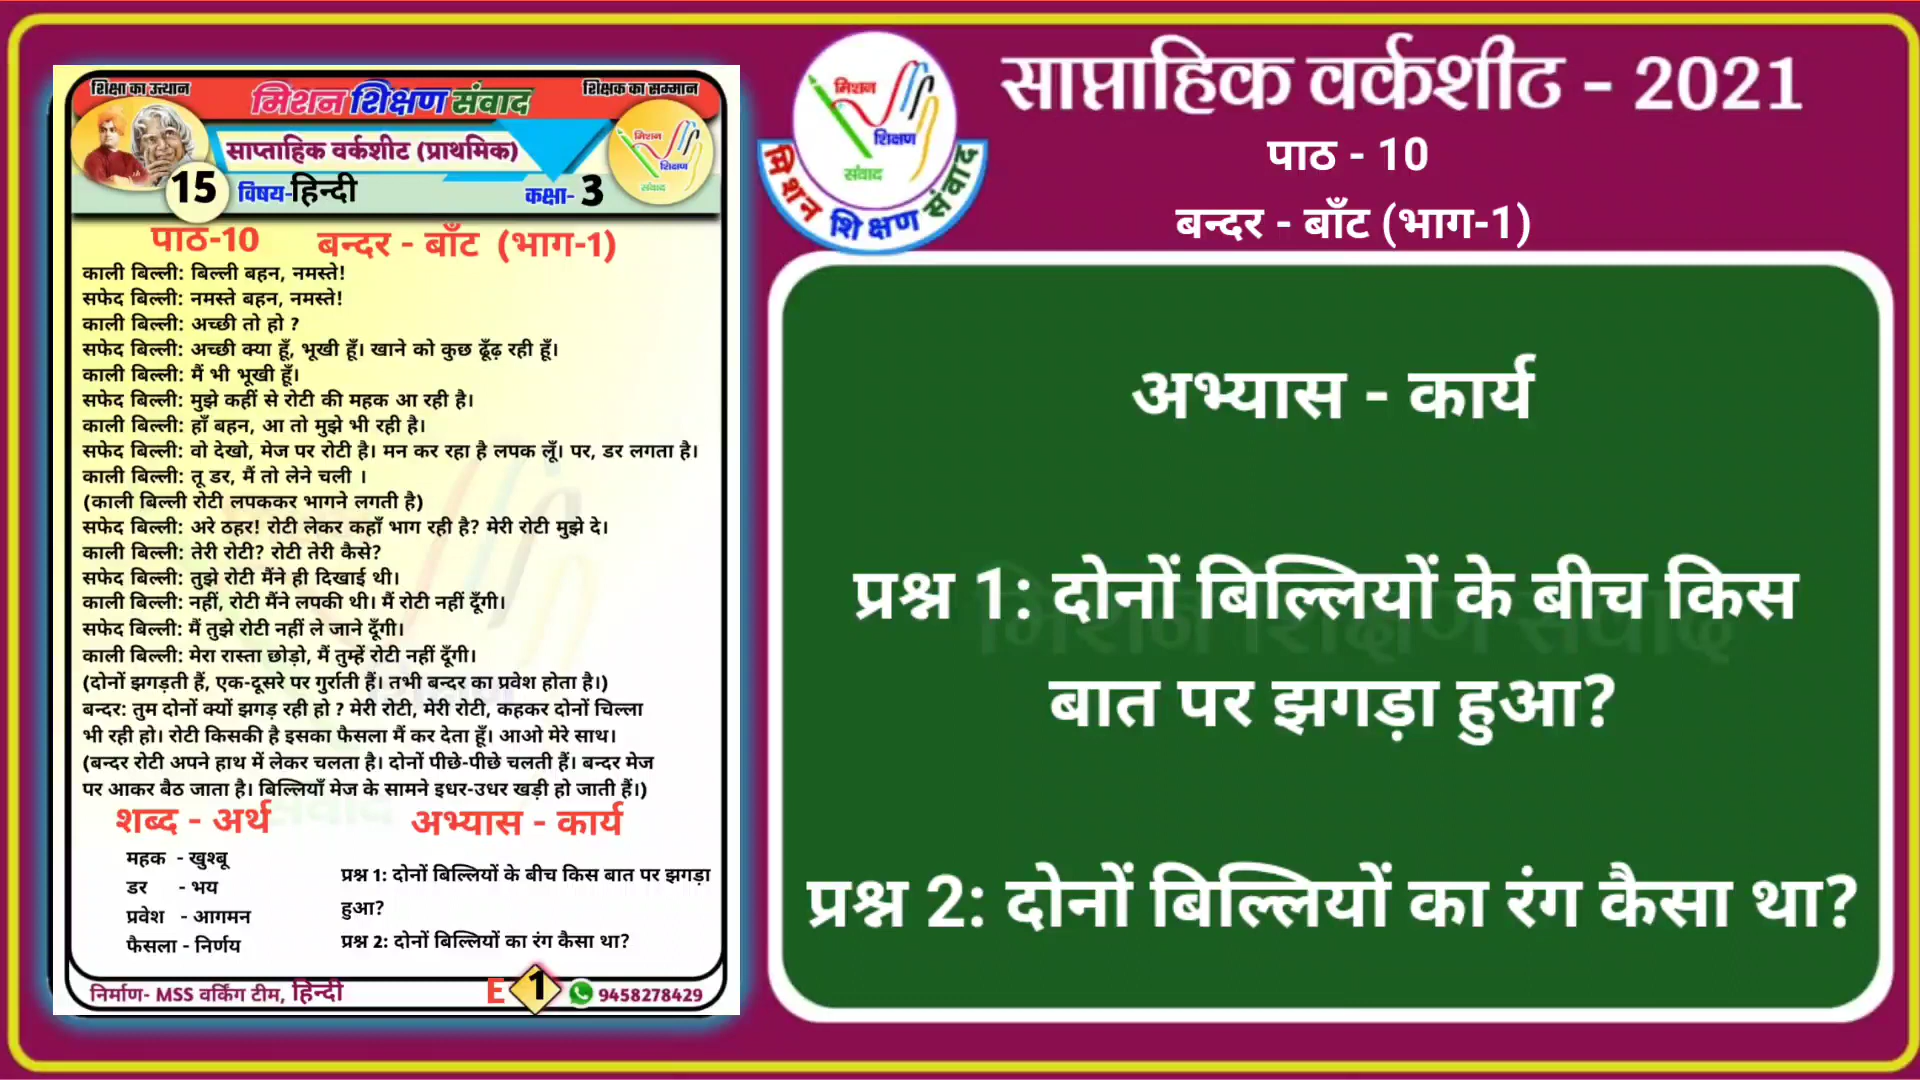 शिक्षा का उत्थान
शिक्षक का सम्मान
मिशन शिक्षण संवाद
साप्ताहिक वर्कशीट (प्राथमिक)
मिशन
शिक्षण
संवाद
15 विषय-हिन्दी कक्षा- 3
पाठ-10 बन्दर - बाँट (भाग-1)
काली बिल्ली: बिल्ली बहन, नमस्ते!
सफेद बिल्ली: नमस्ते बहन, नमस्ते!
काली बिल्ली: अच्छी तो हो ?
सफेद बिल्ली: अच्छी क्या हूँ, भूखी हूँ। खाने को कुछ ढूँढ़ रही हूँ।
काली बिल्ली: मैं भी भूखी हूँ।
सफेद बिल्ली: मुझे कहीं से रोटी की महक आ रही है।
काली बिल्ली: हाँ बहन, आ तो मुझे भी रही है।
सफेद बिल्ली: वो देखो, मेज पर रोटी है। मन कर रहा है लपक लूँ। पर, डर लगता है।
काली बिल्ली: तू डर, मैं तो लेने चली ।
(काली बिल्ली रोटी लपककर भागने लगती है)
सफेद बिल्ली: अरे ठहर! रोटी लेकर कहाँ भाग रही है? मेरी रोटी मुझे दे।
काली बिल्ली: तेरी रोटी? रोटी तेरी कैसे?
सफेद बिल्ली: तुझे रोटी मैंने ही दिखाई थी।
काली बिल्ली: नहीं, रोटी मैंने लपकी थी। मैं रोटी नहीं दूँगी।
सफेद बिल्ली: मैं तुझे रोटी नहीं ले जाने दूँगी।
काली बिल्ली: मेरा रास्ता छोड़ो, मैं तुम्हें रोटी नहीं दूँगी।
(दोनों झगड़ती हैं, एक-दूसरे पर गुर्राती हैं। तभी बन्दर का प्रवेश होता है।)
बन्दर: तुम दोनों क्यों झगड़ रही हो ? मेरी रोटी, मेरी रोटी, कहकर दोनों चिल्ला
भी रही हो। रोटी किसकी है इसका फैसला मैं कर देता हूँ। आओ मेरे साथ।
(बन्दर रोटी अपने हाथ में लेकर चलता है। दोनों पीछे-पीछे चलती हैं। बन्दर मेज
पर आकर बैठ जाता है। बिल्लियाँ मेज के सामने इधर-उधर खड़ी हो जाती हैं।)
शब्द - अर्थ
महक - खुश्बू
डर - भय
प्रवेश - आगमन
फैसला - निर्णय
अभ्यास - कार्य
प्रश्न 1: दोनों बिल्लियों के बीच किस बात पर झगड़ा
हुआ?
प्रश्न 2: दोनों बिल्लियों का रंग कैसा था?
निर्माण- MSS वर्किंग टीम, हिन्दी E 1 9458278429
मिशन
शिक्षण
संवाद
मिशन शिक्षण संवाद
साप्ताहिक वर्कशीट - 2021
पाठ - 10
बन्दर - बाँट (भाग-1)
अभ्यास - कार्य
प्रश्न 1: दोनों बिल्लियों के बीच किस
बात पर झगड़ा हुआ?
मिशन शिक्षण संवाद
प्रश्न 2: दोनों बिल्लियों का रंग कैसा था?